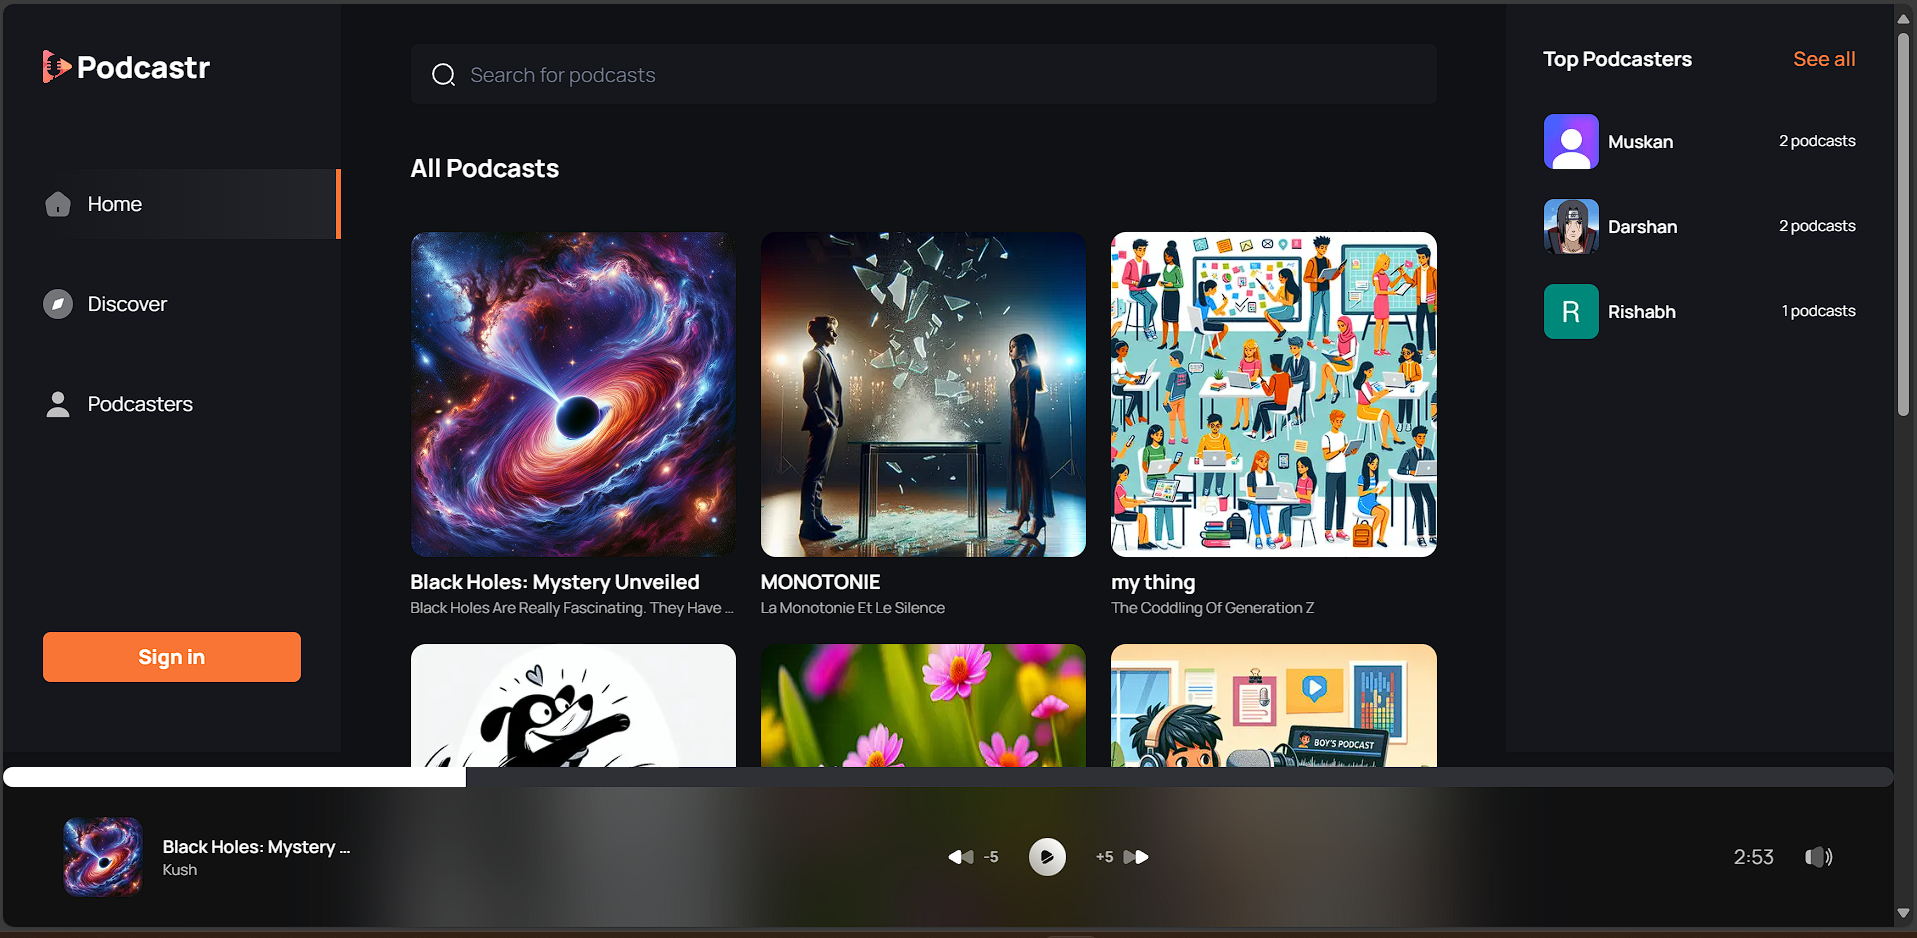 Podcastr
Home
Discover
Podcasters
Sign in
Search for podcasts
All Podcasts
Black Holes: Mystery Unveiled
Black Holes Are Really Fascinating. They Have ...
MONOTONIE
La Monotonie Et Le Silence
my thing
The Coddling Of Generation Z
BOY'S PODCAST
Top Podcasters
See all
Muskan
2 podcasts
Darshan
2 podcasts
R
Rishabh
1 podcasts
Black Holes: Mystery ...
Kush
-5
+5
2:53